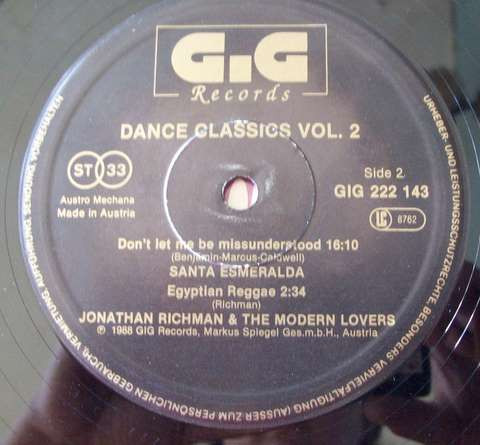 GIG
Records
DANCE CLASSICS VOL. 2
ST 33
Side 2
GIG 222 143
Austro Mechana
Made in Austria
LC 8762
Don't let me be missunderstood 16:10
(Benjamin-Marcus-Caldwell)
SANTA ESMERALDA
Egyptian Reggae 2:34
(Richman)
JONATHAN RICHMAN & THE MODERN LOVERS
℗ 1988 GIG Records, Markus Spiegel Ges.m.b.H., Austria
URHEBER- UND LEISTUNGSSCHUTZRECHTE, BESONDERS VERVIELFÄLTIGUNG (AUSSER ZUM PERSÖNLICHEN GEBRAUCH), VERMIETUNG, AUFFÜHRUNG, SENDUNG VORBEHALTEN